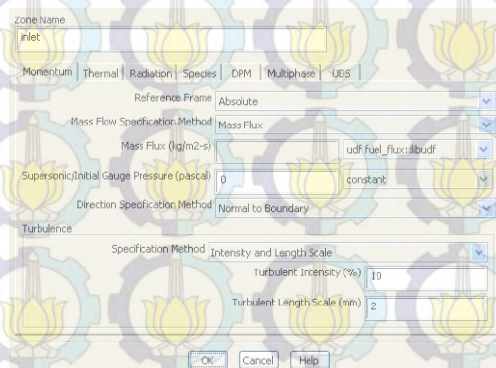 Zone Name
inlet
Momentum Thermal Radiation Species DPM Multiphase UDS
Reference Frame Absolute
Mass Flow Specification Method Mass Flux
Mass Flux (kg/m2-s) udf fuel_flux::libudf
Supersonic/Initial Gauge Pressure (pascal) 0 constant
Direction Specification Method Normal to Boundary
Turbulence
Specification Method Intensity and Length Scale
Turbulent Intensity (%) 10
Turbulent Length Scale (mm) 2
OK Cancel Help